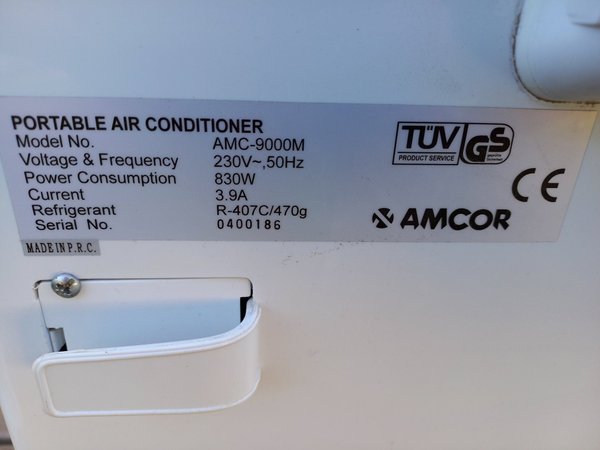 PORTABLE AIR CONDITIONER
Model No. AMC-9000M
Voltage & Frequency 230V~,50Hz
Power Consumption 830W
Current 3.9A
Refrigerant R-407C/470g
Serial No. 0400186
MADE IN P.R.C.
TÜV
PRODUCT SERVICE
GS
CE
AMCOR